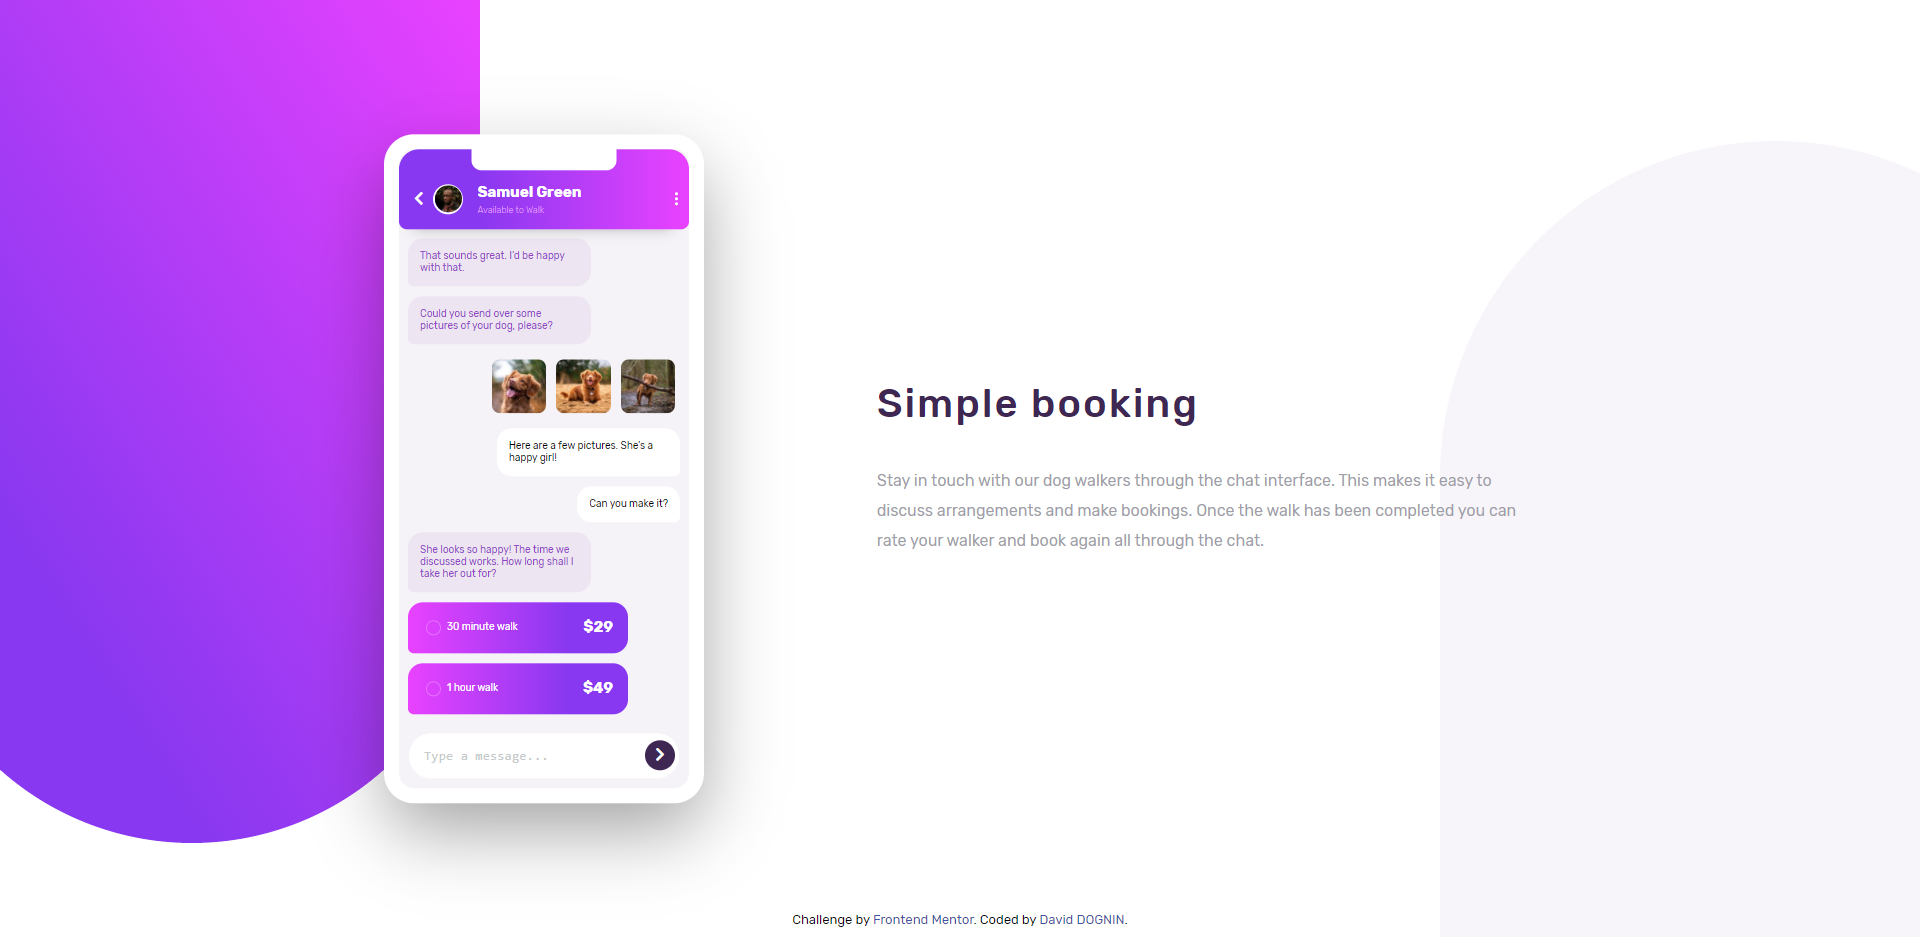 Samuel Green
Available to Walk
That sounds great. I'd be happy
with that.
Could you send over some
pictures of your dog, please?
Here are a few pictures. She's a
happy girl!
Can you make it?
She looks so happy! The time we
discussed works. How long shall I
take her out for?
30 minute walk $29
1 hour walk $49
Type a message...
Simple booking
Stay in touch with our dog walkers through the chat interface. This makes it easy to
discuss arrangements and make bookings. Once the walk has been completed you can
rate your walker and book again all through the chat.
Challenge by Frontend Mentor. Coded by David DOGNIN.